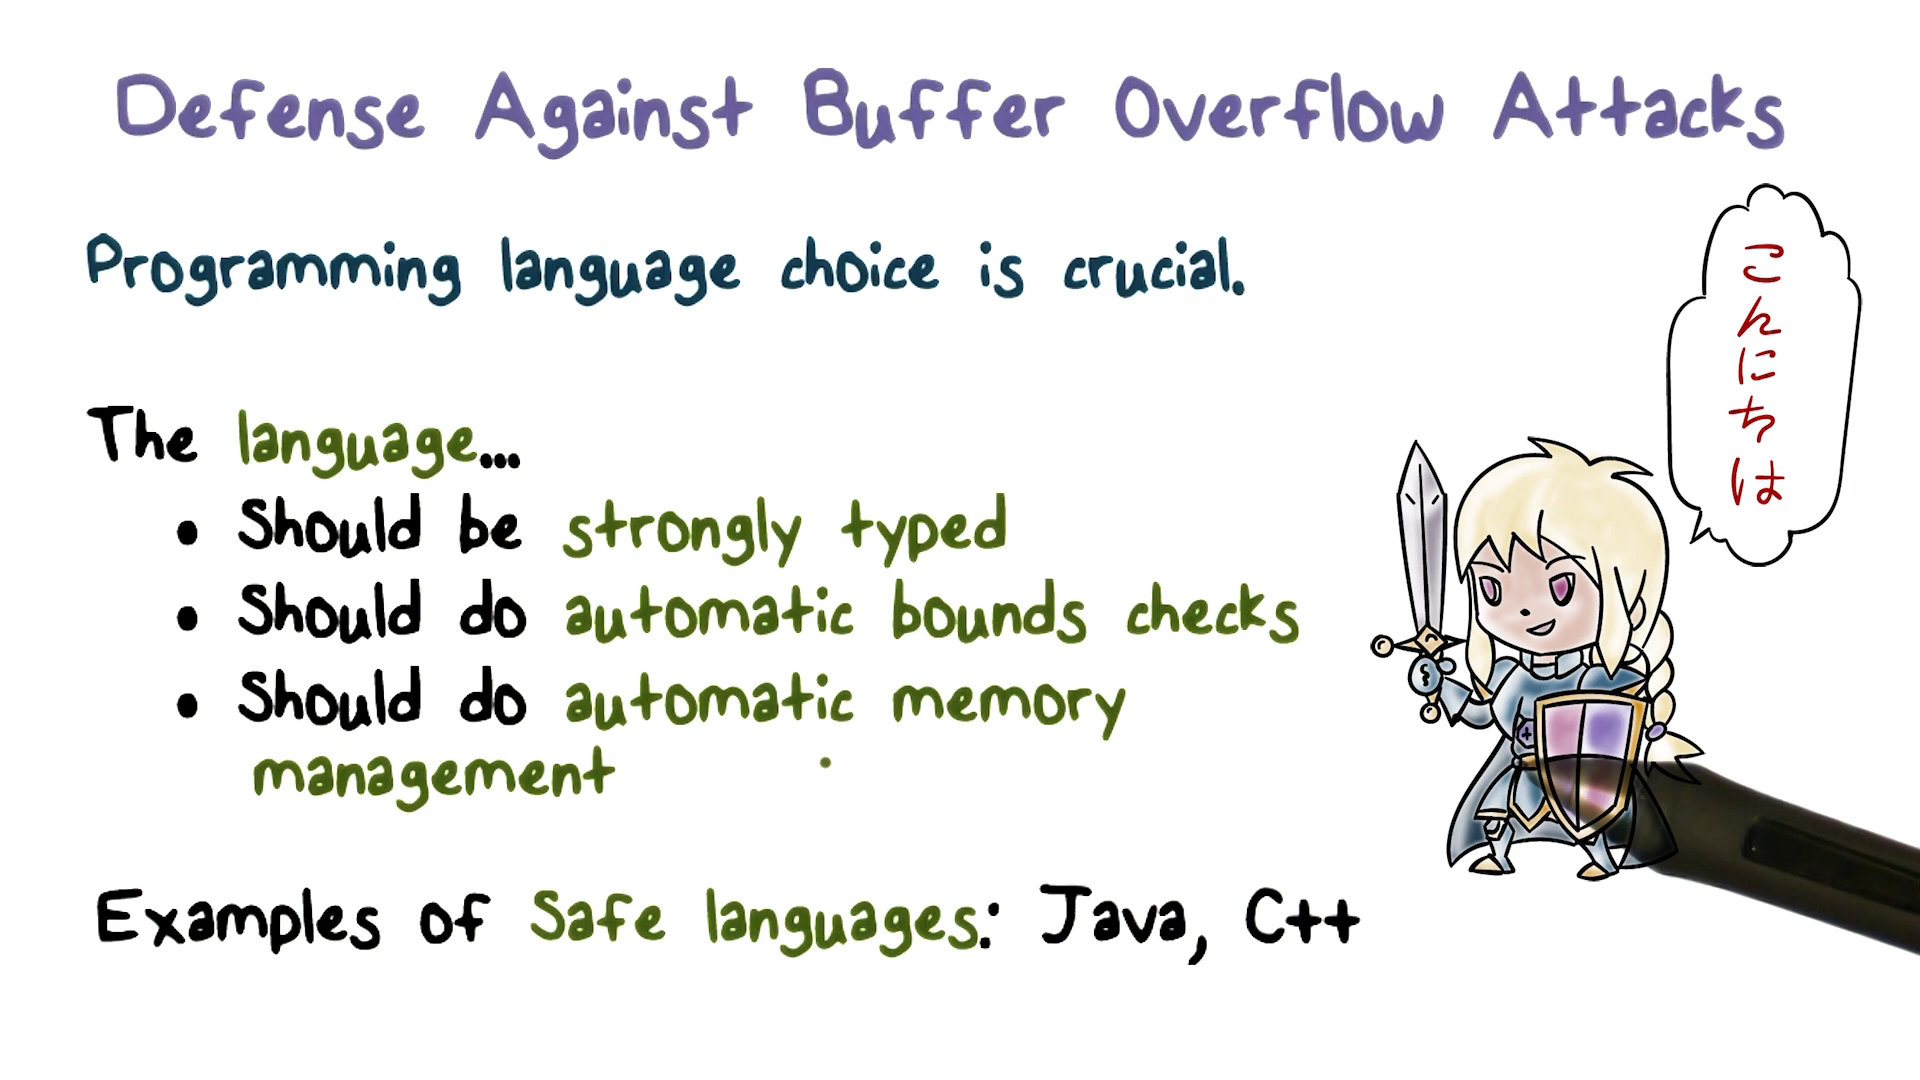 Defense Against Buffer Overflow Attacks
Programming language choice is crucial.
こんにちは
The language...
• Should be strongly typed
• Should do automatic bounds checks
• Should do automatic memory
management
Examples of Safe languages: Java, C++